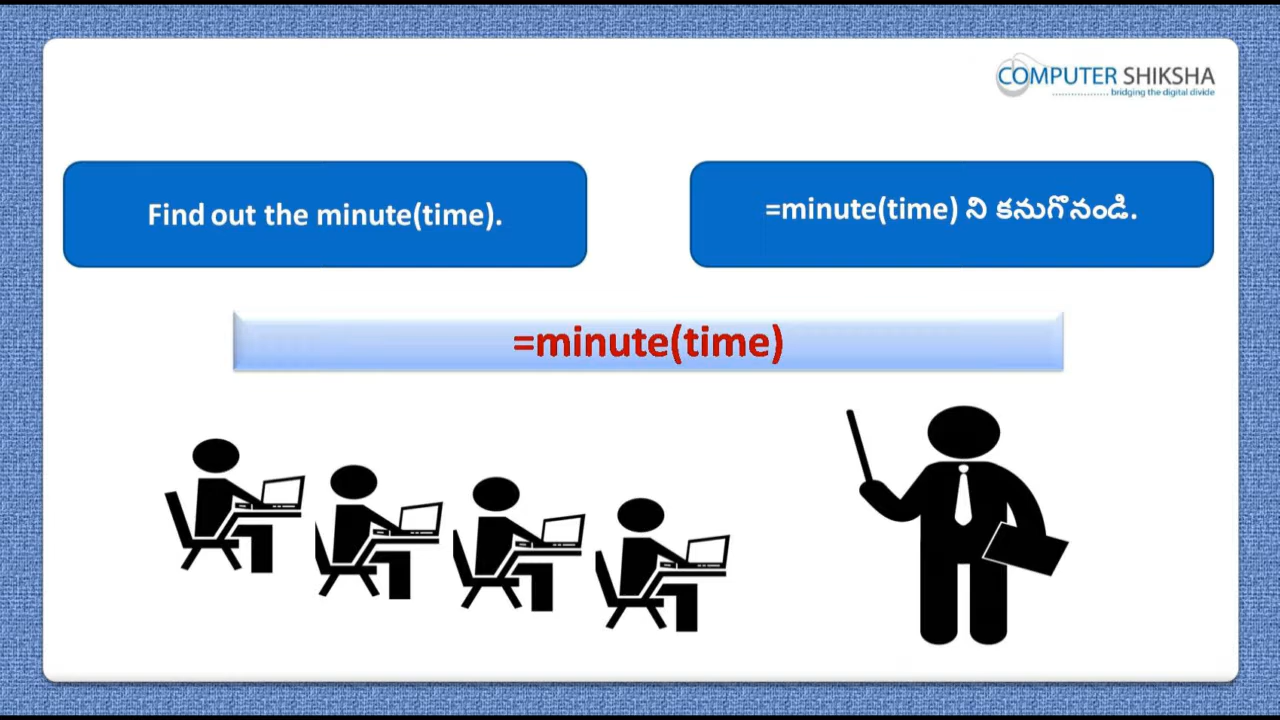 COMPUTER SHIKSHA
bridging the digital divide
Find out the minute(time).
=minute(time) ని కనుగొనండి.
=minute(time)